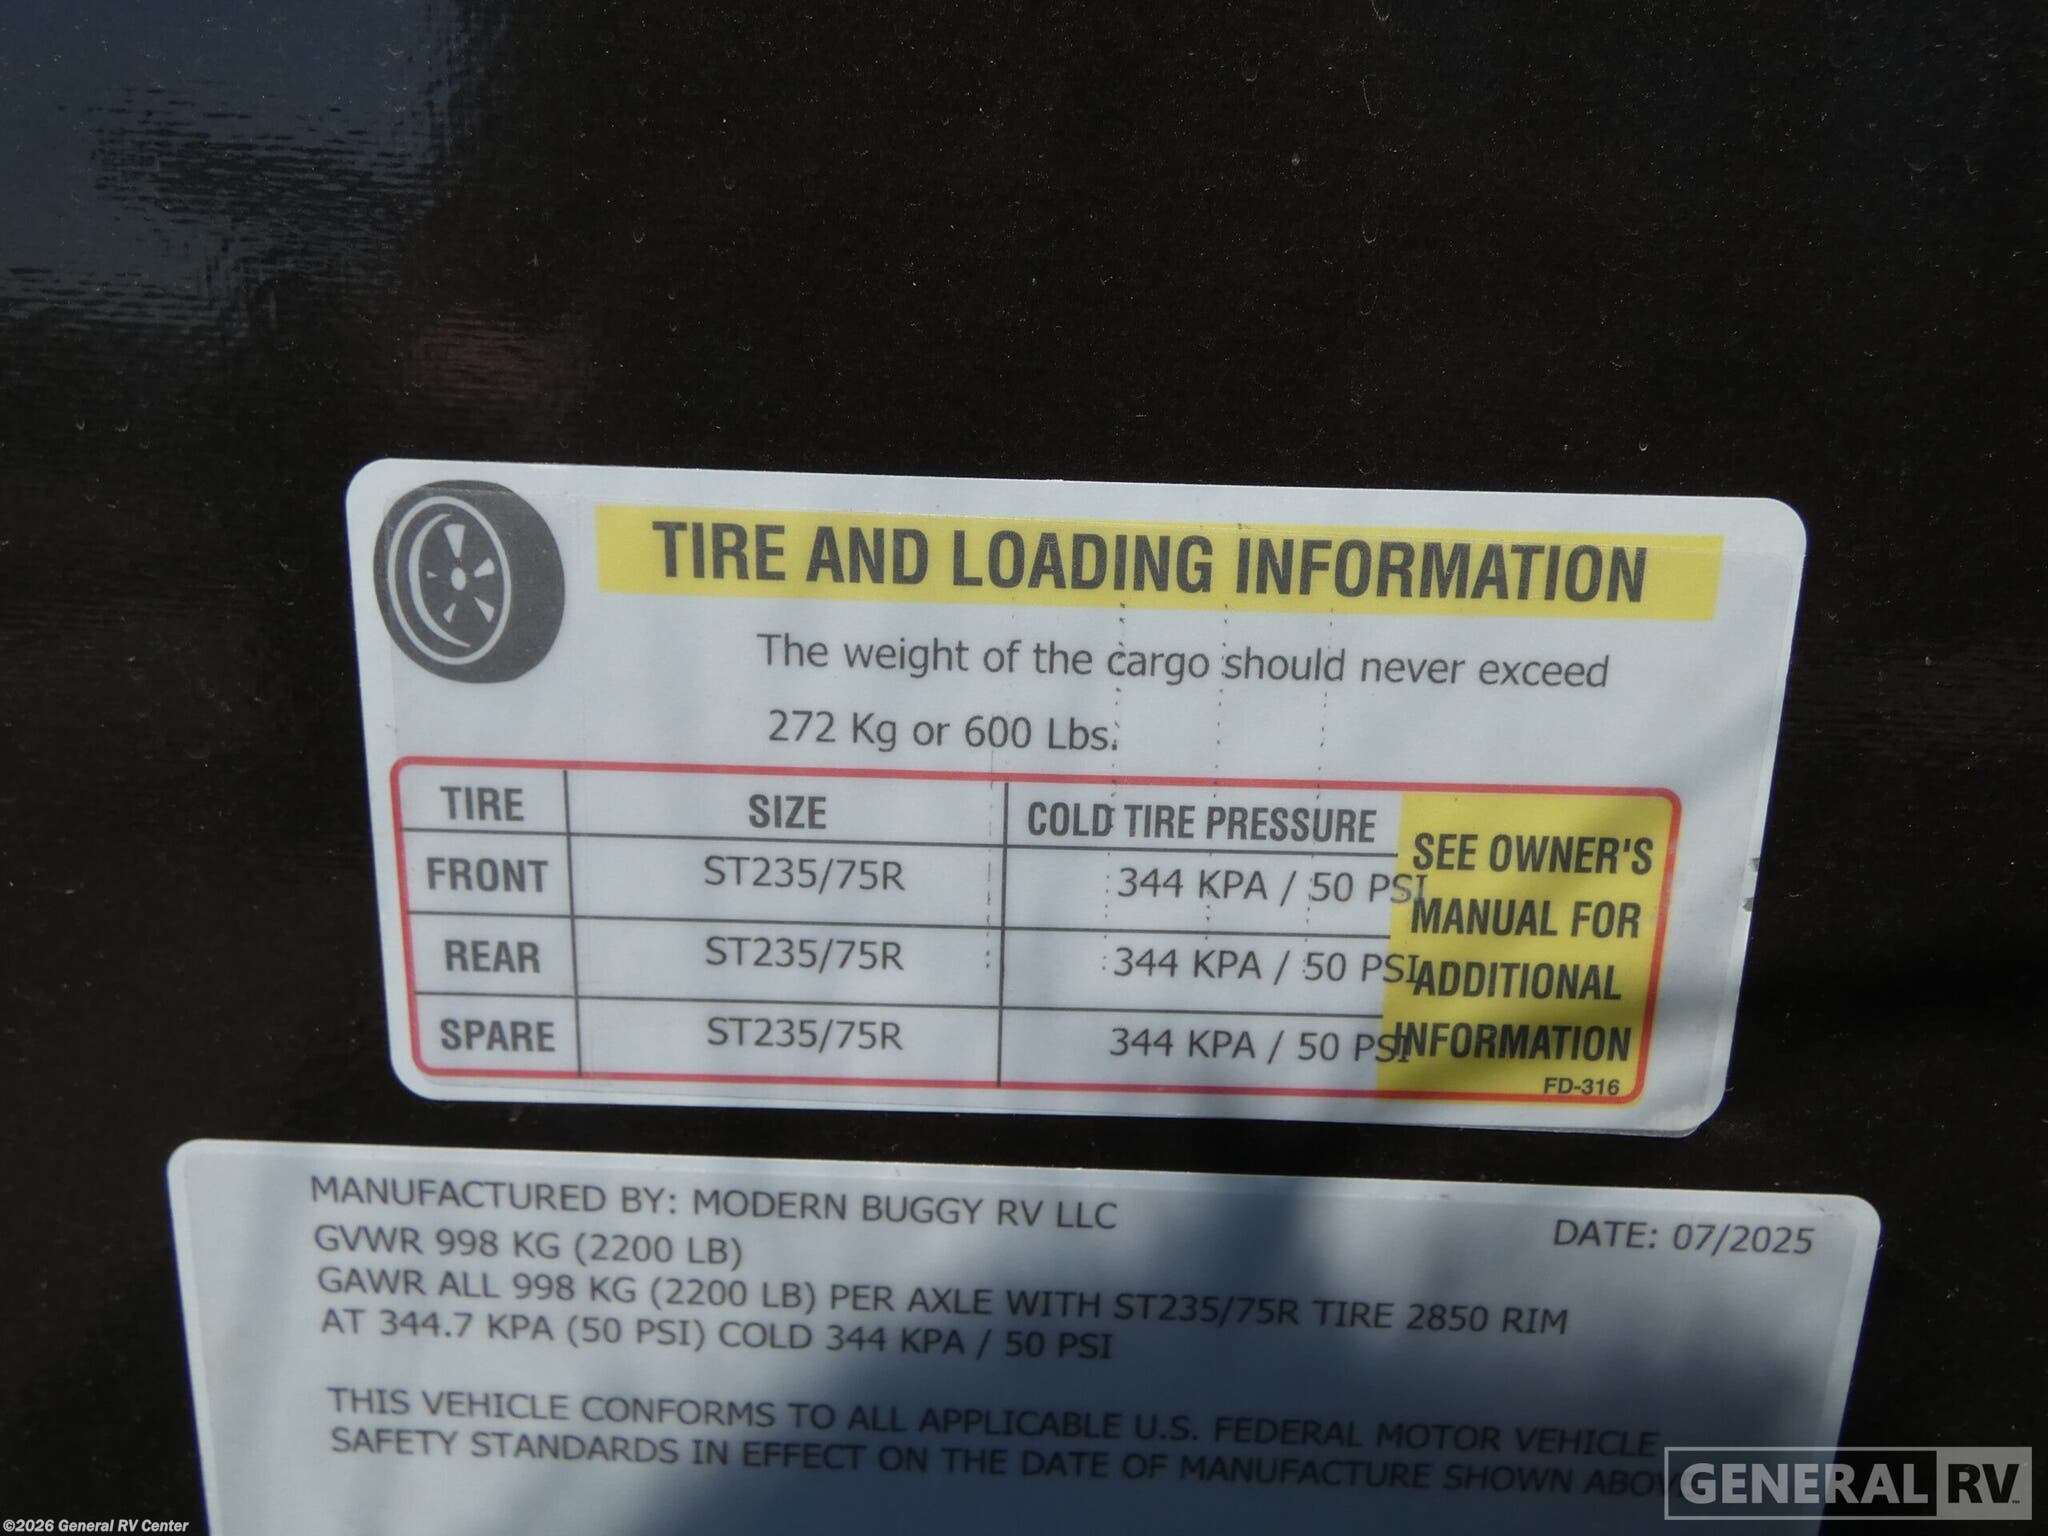 TIRE AND LOADING INFORMATION
The weight of the cargo should never exceed
272 Kg or 600 Lbs.
TIRE SIZE COLD TIRE PRESSURE
FRONT ST235/75R 344 KPA / 50 PSI
REAR ST235/75R 344 KPA / 50 PSI
SPARE ST235/75R 344 KPA / 50 PSI
SEE OWNER'S
MANUAL FOR
ADDITIONAL
INFORMATION
FD-316
MANUFACTURED BY: MODERN BUGGY RV LLC
DATE: 07/2025
GVWR 998 KG (2200 LB)
GAWR ALL 998 KG (2200 LB) PER AXLE WITH ST235/75R TIRE 2850 RIM
AT 344.7 KPA (50 PSI) COLD 344 KPA / 50 PSI
THIS VEHICLE CONFORMS TO ALL APPLICABLE U.S. FEDERAL MOTOR VEHICLE
SAFETY STANDARDS IN EFFECT ON THE DATE OF MANUFACTURE SHOWN ABOV
GENERAL RV
©2026 General RV Center